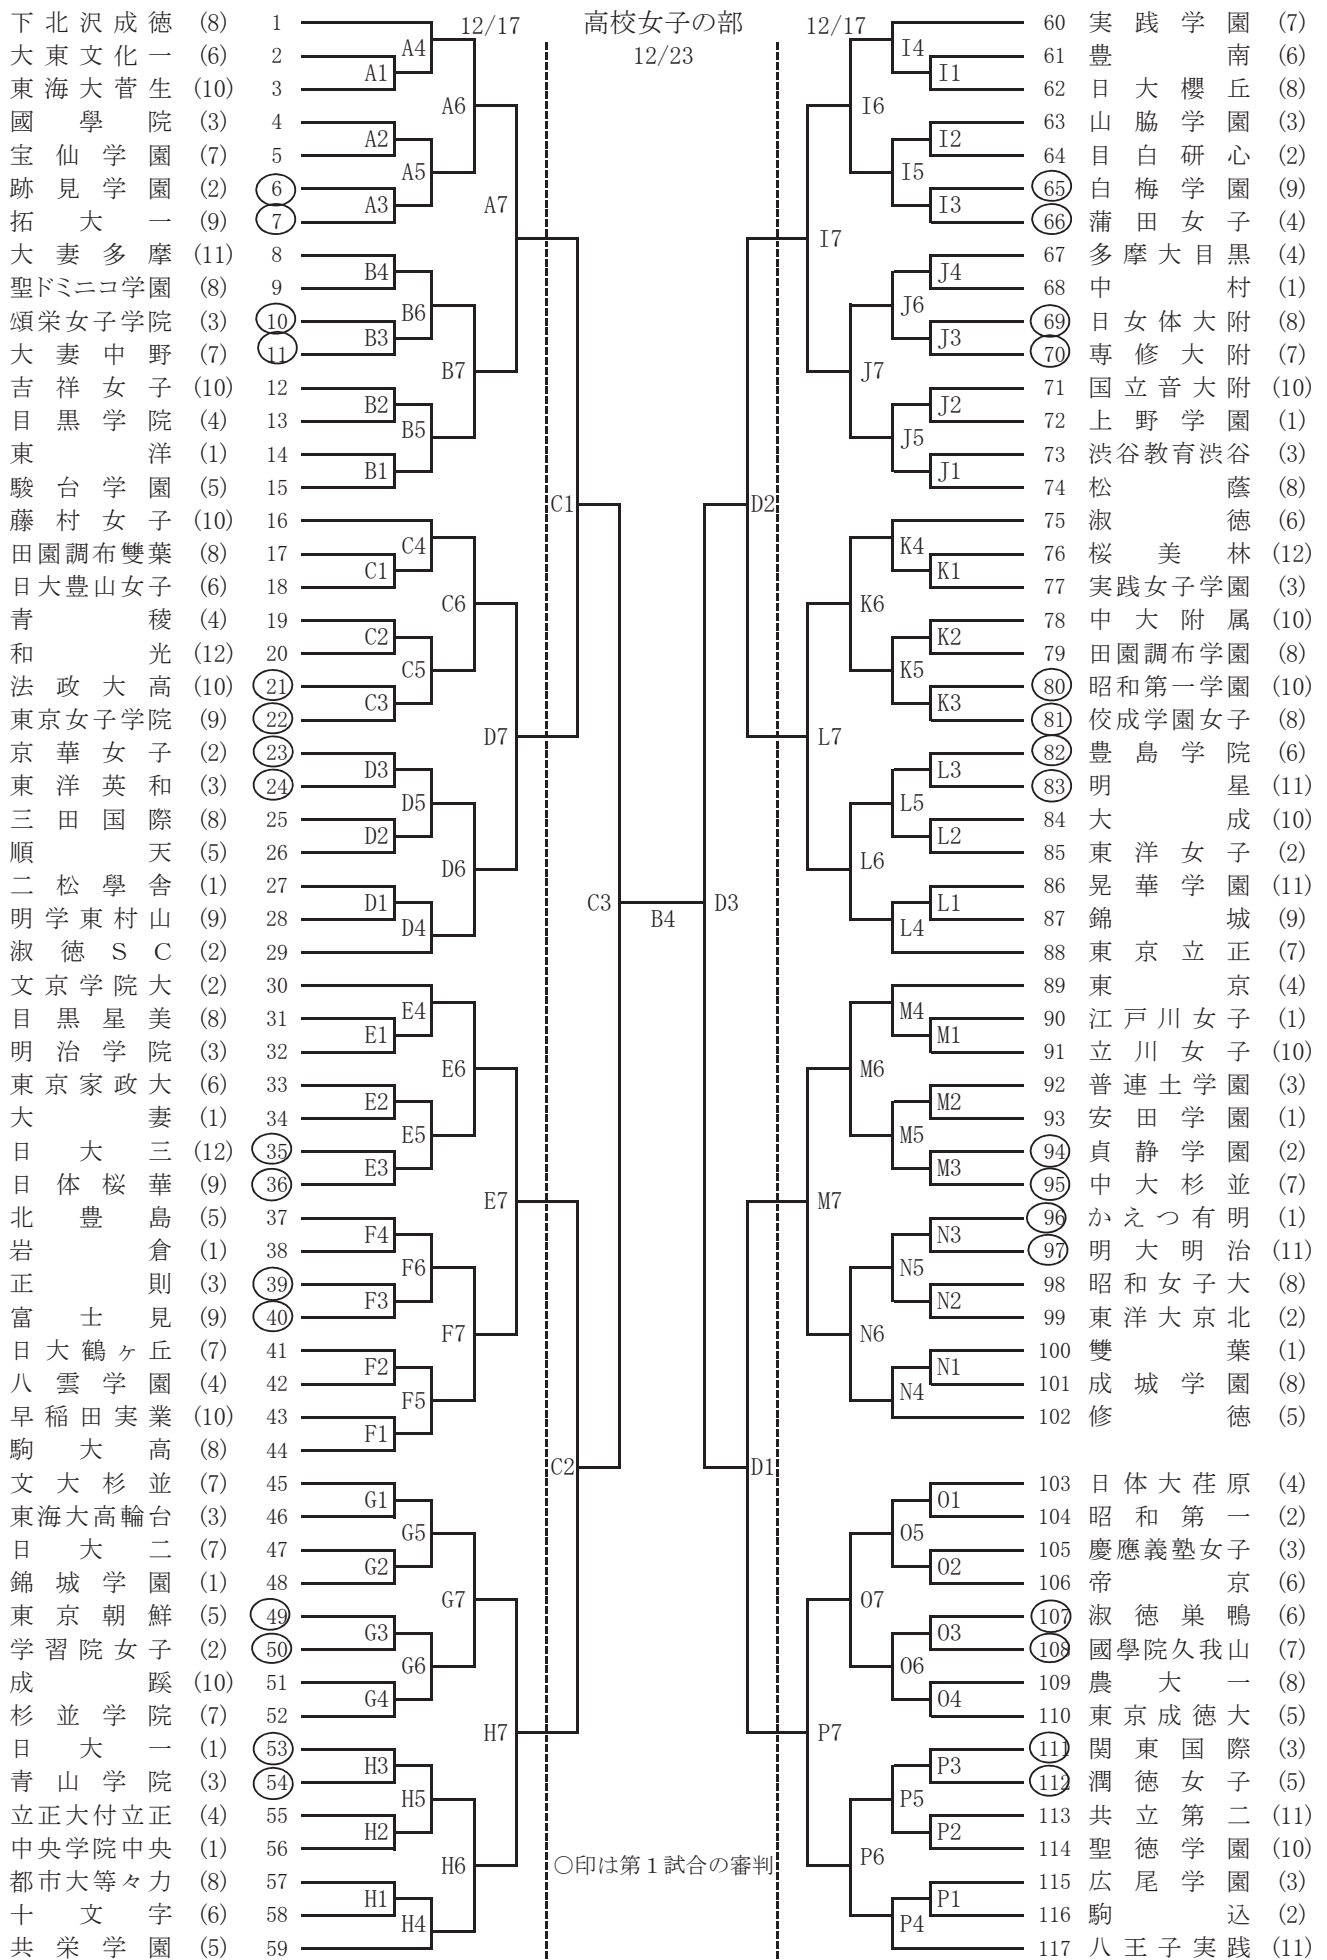 高校女子の部
12/17 12/23 12/17
下北沢成徳 (8) 1
大東文化一 (6) 2
東海大菅生 (10) 3
國學院 (3) 4
宝仙学園 (7) 5
跡見学園 (2) 6
拓大一 (9) 7
大妻多摩 (11) 8
聖ドミニコ学園 (8) 9
頌栄女子学院 (3) 10
大妻中野 (7) 11
吉祥女子 (10) 12
目黒学院 (4) 13
東洋 (1) 14
駿台学園 (5) 15
藤村女子 (10) 16
田園調布雙葉 (8) 17
日大豊山女子 (6) 18
青稜 (4) 19
和光 (12) 20
法政大高 (10) 21
東京女子学院 (9) 22
京華女子 (2) 23
東洋英和 (3) 24
三田国際 (8) 25
順天 (5) 26
二松學舎 (1) 27
明学東村山 (9) 28
淑徳SC (2) 29
文京学院大 (2) 30
目黒星美 (8) 31
明治学院 (3) 32
東京家政大 (6) 33
大妻 (1) 34
日大三 (12) 35
日体桜華 (9) 36
北豊島 (5) 37
岩倉 (1) 38
正則 (3) 39
富士見 (9) 40
日大鶴ヶ丘 (7) 41
八雲学園 (4) 42
早稲田実業 (10) 43
駒大高 (8) 44
文大杉並 (7) 45
東海大高輪台 (3) 46
日大二 (7) 47
錦城学園 (1) 48
東京朝鮮 (5) 49
学習院女子 (2) 50
成蹊 (10) 51
杉並学院 (7) 52
日大一 (1) 53
青山学院 (3) 54
立正大付立正 (4) 55
中央学院中央 (1) 56
都市大等々力 (8) 57
十文字 (6) 58
共栄学園 (5) 59
A4
A1
A6
A2
A5
A3
A7
B4
B6
B3
B7
B2
B5
B1
C1
C4
C1
C6
C2
C5
C3
D7
D3
D5
D2
D6
D1
D4
C3
B4
D3
E4
E1
E6
E2
E5
E3
E7
F4
F6
F3
F7
F2
F5
F1
C2
G1
G5
G2
G7
G3
G6
G4
H7
H3
H5
H2
H6
H1
H4
○印は第1試合の審判
I4
I1
I6
I2
I5
I3
I7
J4
J6
J3
J7
J2
J5
J1
D2
K4
K1
K6
K2
K5
K3
L7
L3
L5
L2
L6
L1
L4
M4
M1
M6
M2
M5
M3
M7
N3
N5
N2
N6
N1
N4
D1
O1
O5
O2
O7
O3
O6
O4
P7
P3
P5
P2
P6
P1
P4
60 実践学園 (7)
61 豊南 (6)
62 日大櫻丘 (8)
63 山脇学園 (3)
64 目白研心 (2)
65 白梅学園 (9)
66 蒲田女子 (4)
67 多摩大目黒 (4)
68 中村 (1)
69 日女体大附 (8)
70 専修大附 (7)
71 国立音大附 (10)
72 上野学園 (1)
73 渋谷教育渋谷 (3)
74 松蔭 (8)
75 淑徳 (6)
76 桜美林 (12)
77 実践女子学園 (3)
78 中大附属 (10)
79 田園調布学園 (8)
80 昭和第一学園 (10)
81 佼成学園女子 (8)
82 豊島学院 (6)
83 明星 (11)
84 大成 (10)
85 東洋女子 (2)
86 晃華学園 (11)
87 錦城 (9)
88 東京立正 (7)
89 東京 (4)
90 江戸川女子 (1)
91 立川女子 (10)
92 普連土学園 (3)
93 安田学園 (1)
94 貞静学園 (2)
95 中大杉並 (7)
96 かえつ有明 (1)
97 明大明治 (11)
98 昭和女子大 (8)
99 東洋大京北 (2)
100 雙葉 (1)
101 成城学園 (8)
102 修徳 (5)
103 日体大荏原 (4)
104 昭和第一 (2)
105 慶應義塾女子 (3)
106 帝京 (6)
107 淑徳巣鴨 (6)
108 國學院久我山 (7)
109 農大一 (8)
110 東京成徳大 (5)
111 関東国際 (3)
112 潤徳女子 (5)
113 共立第二 (11)
114 聖徳学園 (10)
115 広尾学園 (3)
116 駒込 (2)
117 八王子実践 (11)